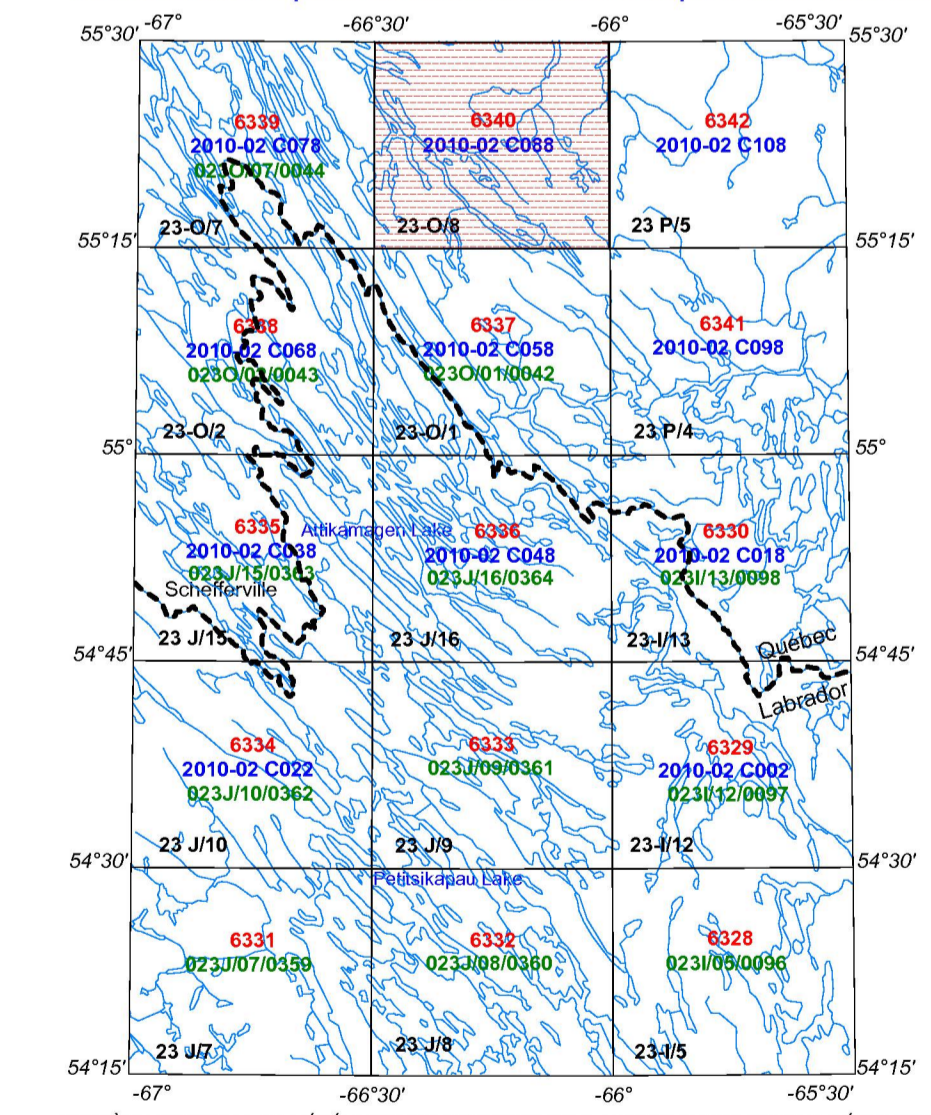 -67° -66°30' -66° -65°30'
55°30' 55°30'
6339 6340 6342
2010-02 C078 2010-02 C088 2010-02 C108
023O/07/0044
23-O/7 23-O/8 23 P/5
55°15' 55°15'
6338 6337 6341
2010-02 C068 2010-02 C058 2010-02 C098
023O/02/0043 023O/01/0042
23-O/2 23-O/1 23 P/4
55° 55°
6335 Attikamagen Lake 6336 6330
2010-02 C038 2010-02 C048 2010-02 C018
023J/15/0363 023J/16/0364 023I/13/0098
Schefferville
23 J/15 23 J/16 23-I/13 Quebec
54°45' 54°45'
Labrador
6334 6333 6329
2010-02 C022 023J/09/0361 2010-02 C002
023J/10/0362 023I/12/0097
23 J/10 23 J/9 23-I/12
54°30' 54°30'
Petitsikapau Lake
6331 6332 6328
023J/07/0359 023J/08/0360 023I/05/0096
23 J/7 23 J/8 23-I/5
54°15' 54°15'
-67° -66°30' -66° -65°30'